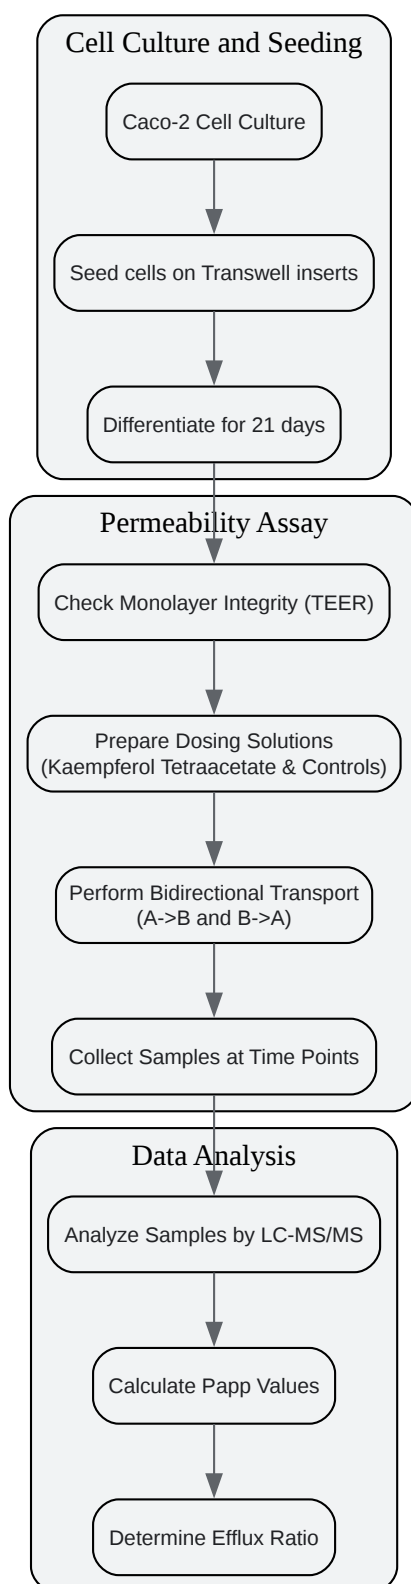 Cell Culture and Seeding
Caco-2 Cell Culture
Seed cells on Transwell inserts
Differentiate for 21 days
Permeability Assay
Check Monolayer Integrity (TEER)
Prepare Dosing Solutions
(Kaempferol Tetraacetate & Controls)
Perform Bidirectional Transport
(A->B and B->A)
Collect Samples at Time Points
Data Analysis
Analyze Samples by LC-MS/MS
Calculate Papp Values
Determine Efflux Ratio